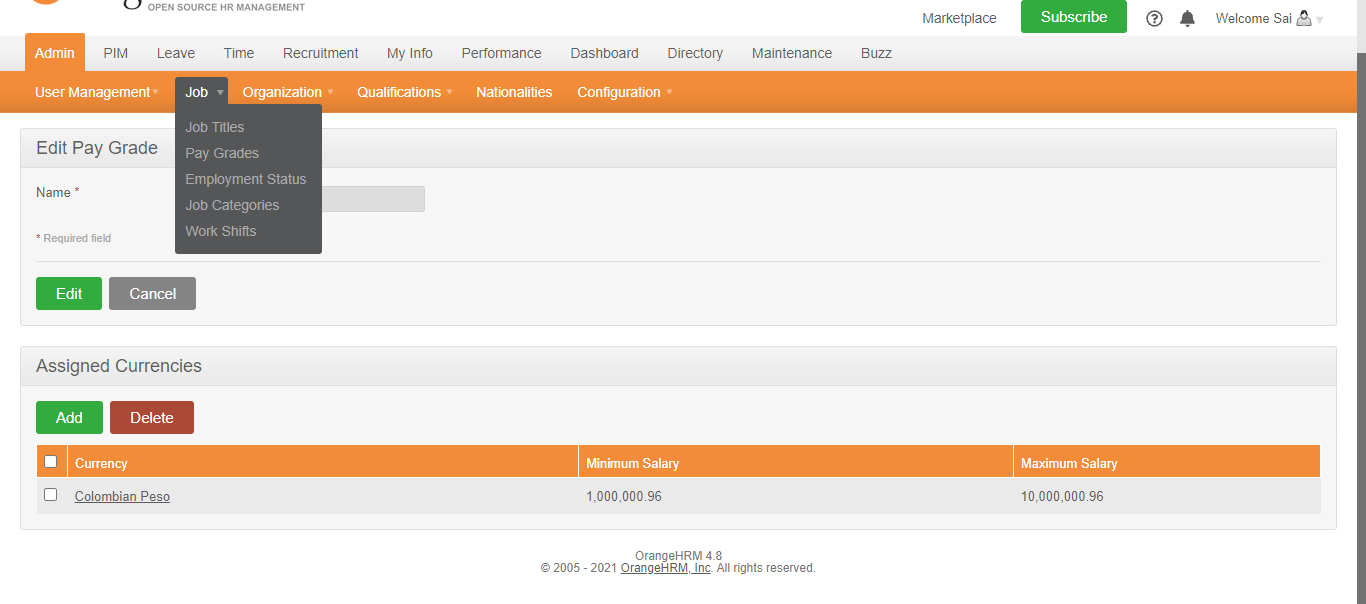 OPEN SOURCE HR MANAGEMENT
Marketplace Subscribe Welcome Sai
Admin PIM Leave Time Recruitment My Info Performance Dashboard Directory Maintenance Buzz
User Management Job Organization Qualifications Nationalities Configuration
Job Titles
Pay Grades
Employment Status
Job Categories
Work Shifts
Edit Pay Grade
Name *
* Required field
Edit Cancel
Assigned Currencies
Add Delete
Currency Minimum Salary Maximum Salary
Colombian Peso 1,000,000.96 10,000,000.96
OrangeHRM 4.8
© 2005 - 2021 OrangeHRM, Inc. All rights reserved.